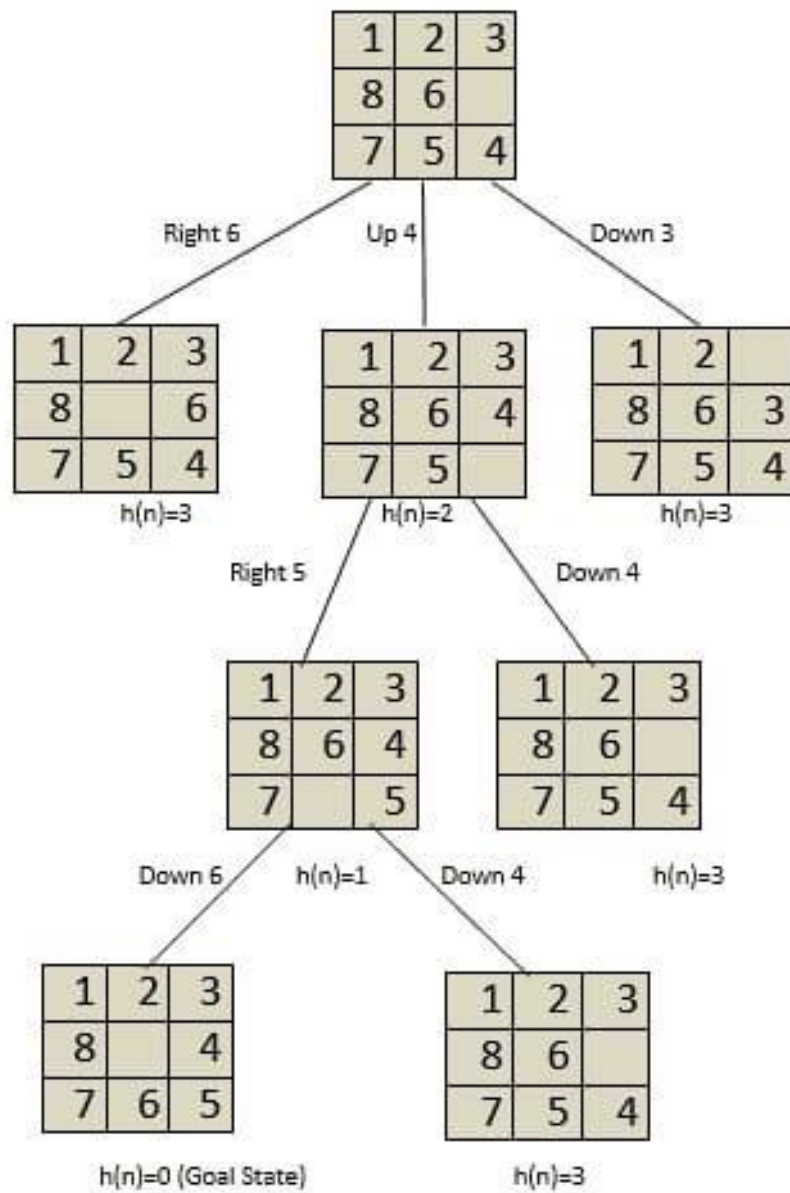 1 2 3
8 6
7 5 4
Right 6 Up 4 Down 3
1 2 3
8 6
7 5 4
h(n)=3
1 2 3
8 6 4
7 5
h(n)=2
1 2
8 6 3
7 5 4
h(n)=3
Right 5 Down 4
1 2 3
8 6 4
7 5
h(n)=1
1 2 3
8 6
7 5 4
h(n)=3
Down 6 Down 4
1 2 3
8 4
7 6 5
h(n)=0 (Goal State)
1 2 3
8 6
7 5 4
h(n)=3